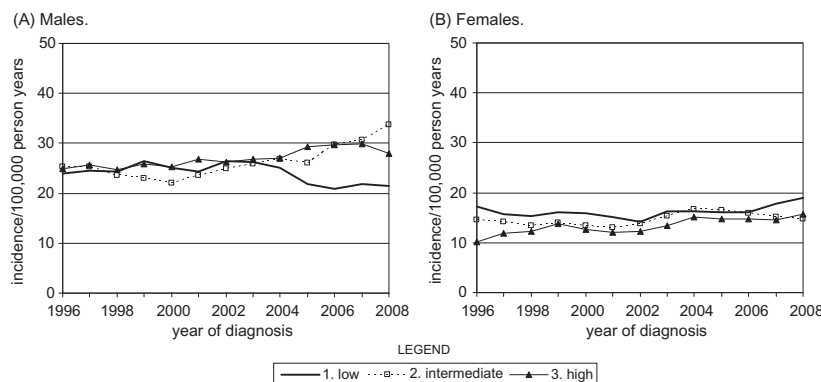 (A) Males.
incidence/100,000 person years
50
40
30
20
10
0
1996 1998 2000 2002 2004 2006 2008
year of diagnosis
(B) Females.
incidence/100,000 person years
50
40
30
20
10
0
1996 1998 2000 2002 2004 2006 2008
year of diagnosis
LEGEND
1. low 2. intermediate 3. high